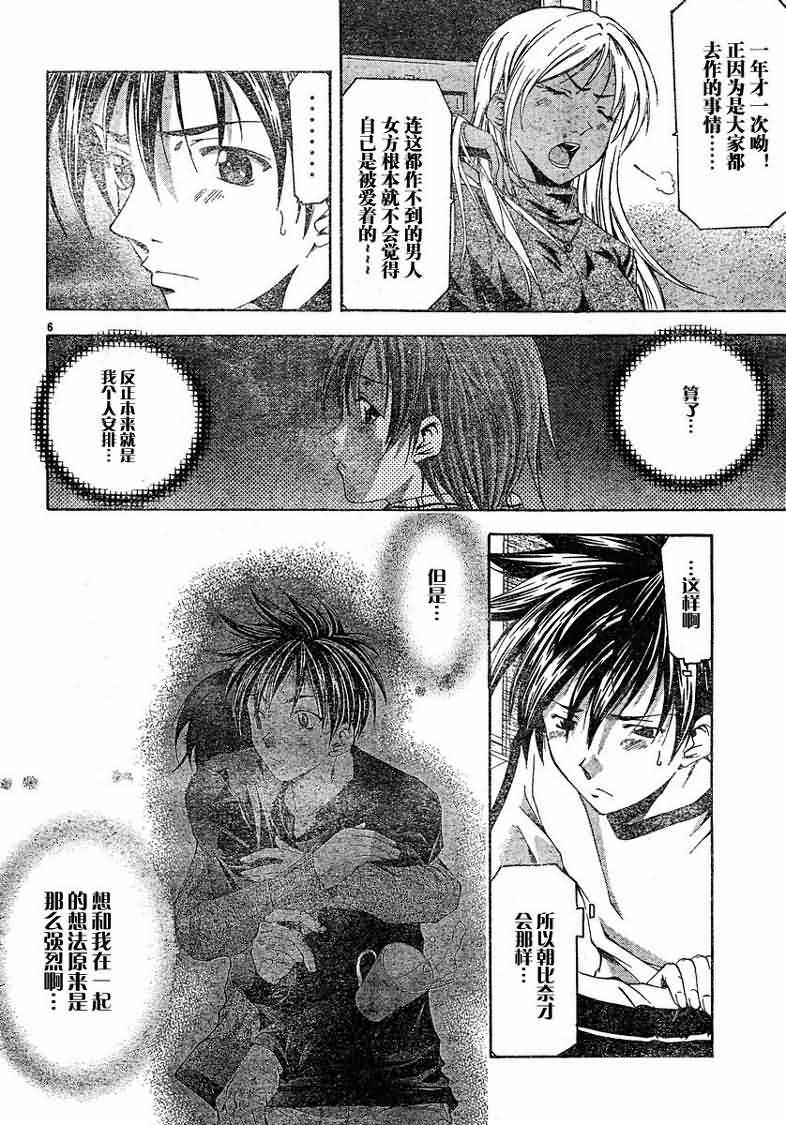 一年才一次呦！
正因为是大家都
去作的事情……
连这都作不到的男人
女方根本就不会觉得
自己是被爱着的~~
………
6
算了…
反正本来就是
我个人安排…
…这样啊
所以朝比奈才
会那样…
但是…
想和我在一起
的想法原来是
那么强烈啊…